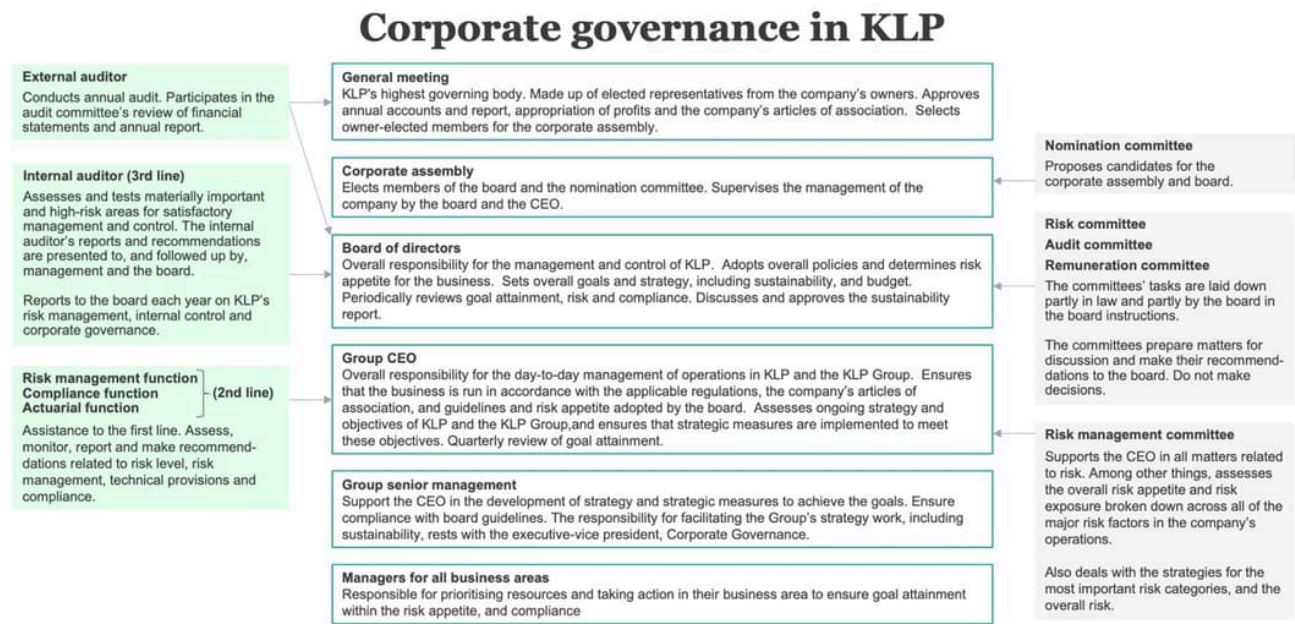 Corporate governance in KLP
External auditor
Conducts annual audit. Participates in the
audit committee's review of financial
statements and annual report.
Internal auditor (3rd line)
Assesses and tests materially important
and high-risk areas for satisfactory
management and control. The internal
auditor's reports and recommendations
are presented to, and followed up by,
management and the board.
Reports to the board each year on KLP's
risk management, internal control and
corporate governance.
Risk management function
Compliance function
(2nd line)
Actuarial function
Assistance to the first line. Assess,
monitor, report and make recommend-
dations related to risk level, risk
management, technical provisions and
compliance.
General meeting
KLP's highest governing body. Made up of elected representatives from the company's owners. Approves
annual accounts and report, appropriation of profits and the company's articles of association.  Selects
owner-elected members for the corporate assembly.
Corporate assembly
Elects members of the board and the nomination committee. Supervises the management of the
company by the board and the CEO.
Board of directors
Overall responsibility for the management and control of KLP.  Adopts overall policies and determines risk
appetite for the business.  Sets overall goals and strategy, including sustainability, and budget.
Periodically reviews goal attainment, risk and compliance. Discusses and approves the sustainability
report.
Group CEO
Overall responsibility for the day-to-day management of operations in KLP and the KLP Group.  Ensures
that the business is run in accordance with the applicable regulations, the company's articles of
association, and guidelines and risk appetite adopted by the board.  Assesses ongoing strategy and
objectives of KLP and the KLP Group,and ensures that strategic measures are implemented to meet
these objectives. Quarterly review of goal attainment.
Group senior management
Support the CEO in the development of strategy and strategic measures to achieve the goals. Ensure
compliance with board guidelines. The responsibility for facilitating the Group's strategy work, including
sustainability, rests with the executive-vice president, Corporate Governance.
Managers for all business areas
Responsible for prioritising resources and taking action in their business area to ensure goal attainment
within the risk appetite, and compliance
Nomination committee
Proposes candidates for the
corporate assembly and board.
Risk committee
Audit committee
Remuneration committee
The committees' tasks are laid down
partly in law and partly by the board in
the board instructions.
The committees prepare matters for
discussion and make their recommend-
dations to the board. Do not make
decisions.
Risk management committee
Supports the CEO in all matters related
to risk. Among other things, assesses
the overall risk appetite and risk
exposure broken down across all of the
major risk factors in the company's
operations.
Also deals with the strategies for the
most important risk categories, and the
overall risk.